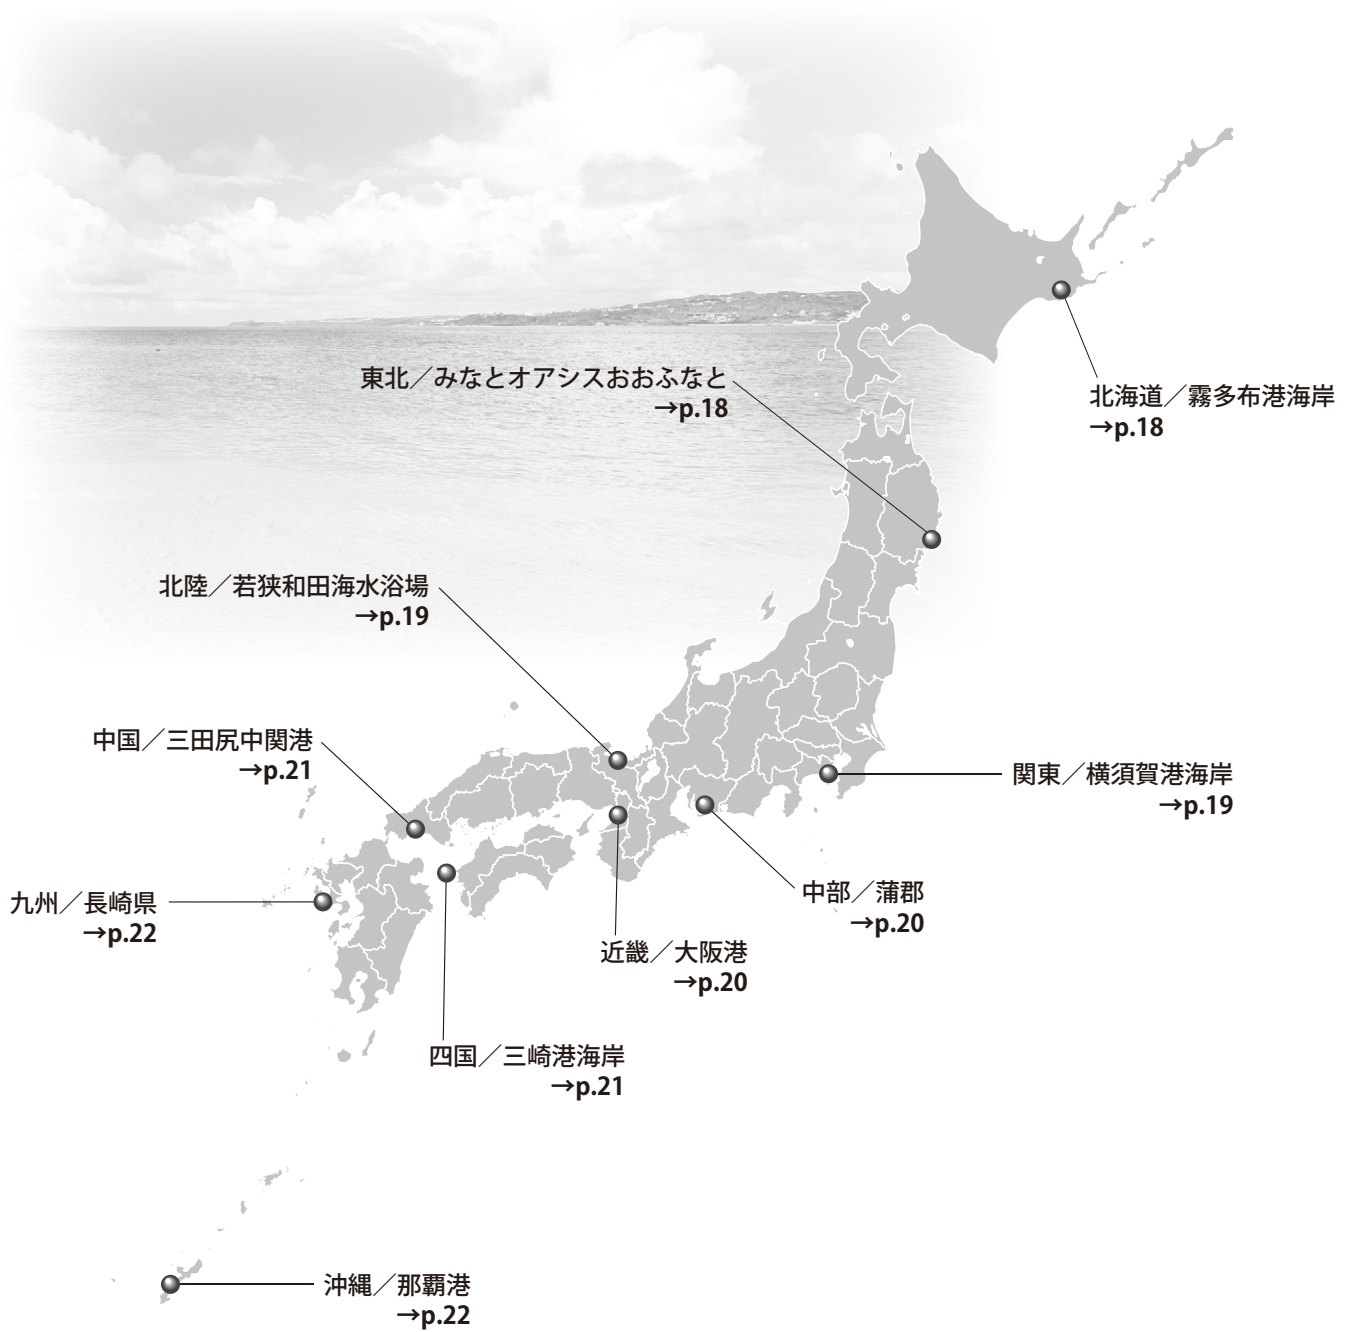 東北／みなとオアシスおおふなと
→p.18
北海道／霧多布港海岸
→p.18
北陸／若狭和田海水浴場
→p.19
中国／三田尻中関港
→p.21
関東／横須賀港海岸
→p.19
中部／蒲郡
→p.20
九州／長崎県
→p.22
近畿／大阪港
→p.20
四国／三崎港海岸
→p.21
沖縄／那覇港
→p.22